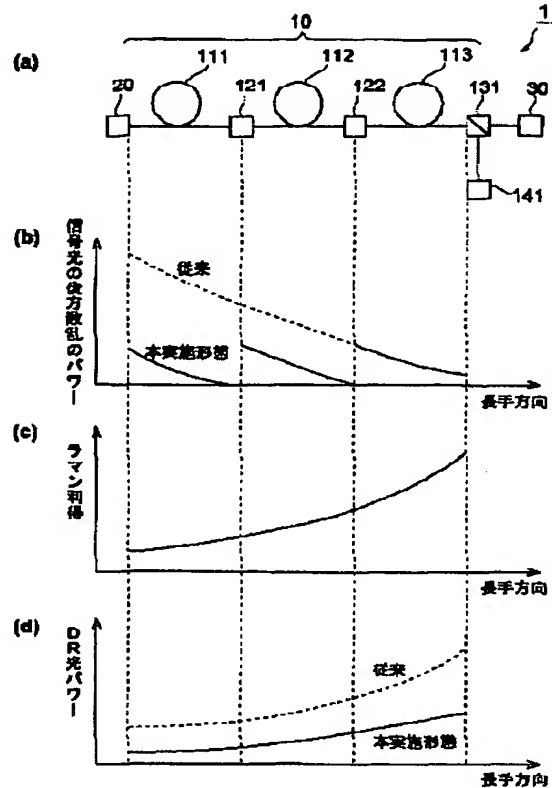 1
10
(a)
111
112
113
20
121
122
131
30
141
(b)
信号光の後方散乱のパワー
従来
本実施形態
長手方向
(c)
ラマン利得
長手方向
(d)
DR光パワー
従来
本実施形態
長手方向